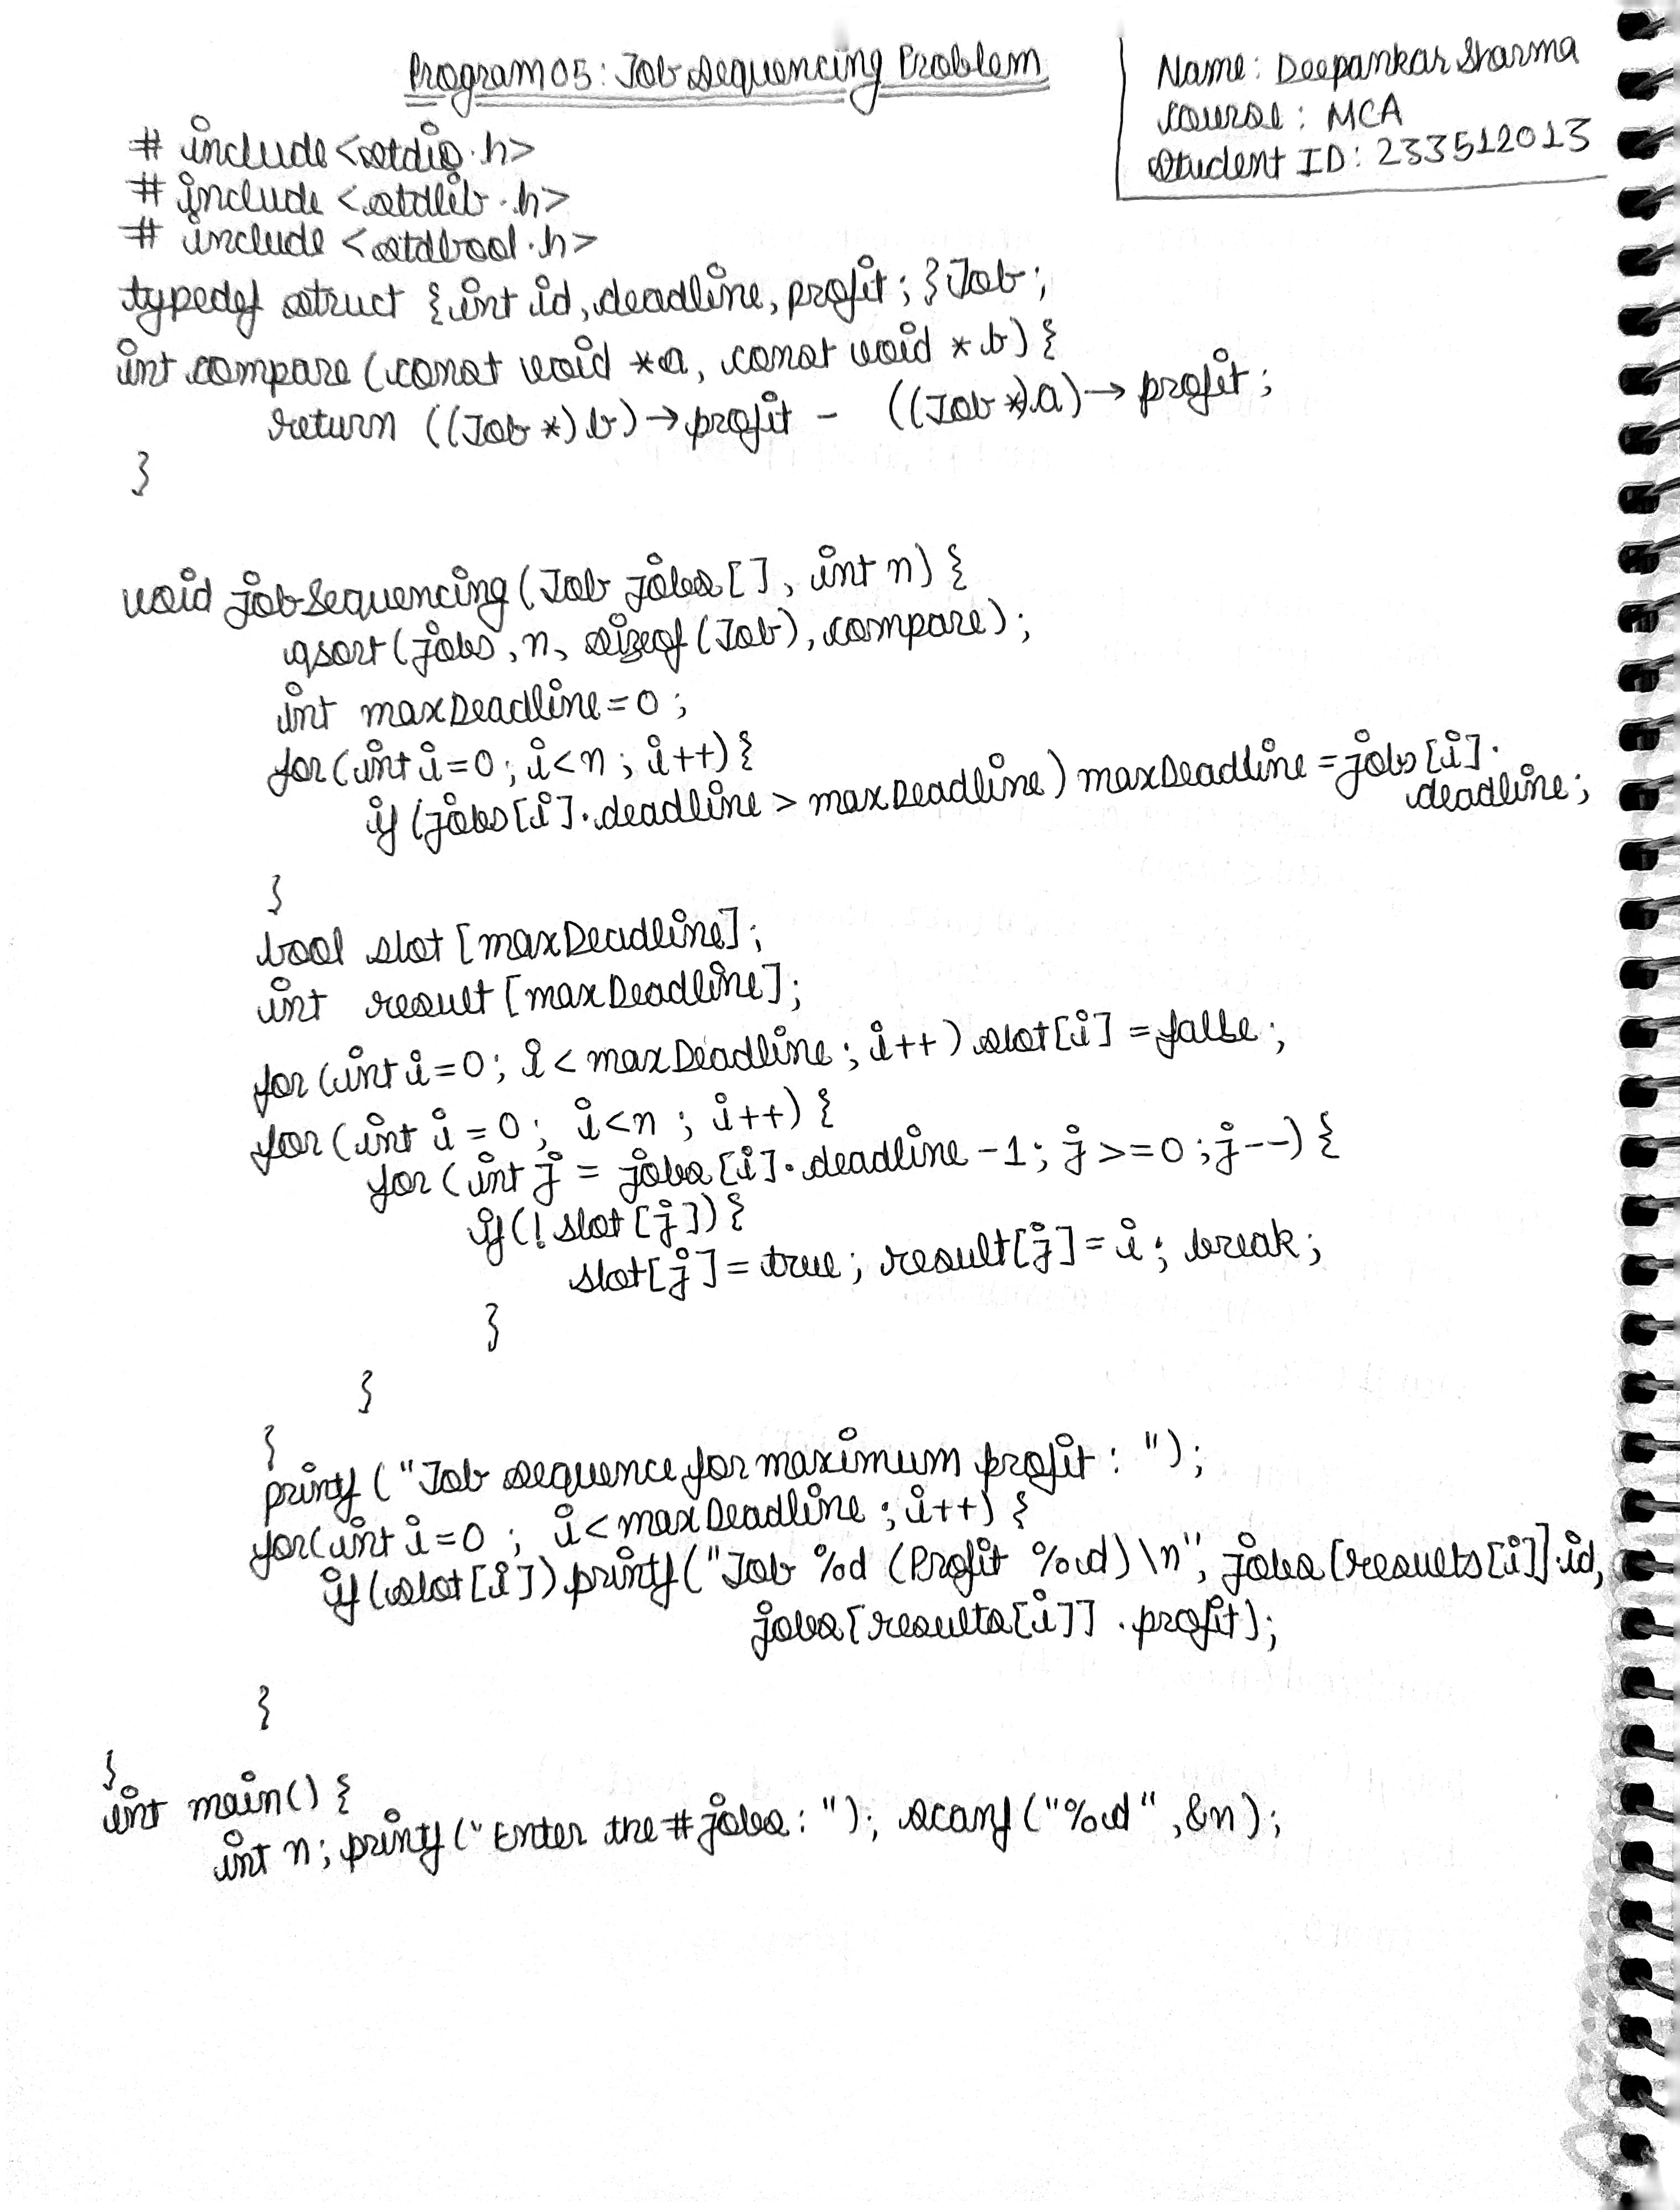 Program 05: Job Sequencing Problem
Name: Deepankar Sharma
Course: MCA
Student ID: 233512013
# include <stdio.h>
# include <stdlib.h>
# include <stdbool.h>
typedef struct { int id, deadline, profit; } Job;
int compare (const void *a, const void *b) {
return ((Job *) b) → profit - ((Job *) a) → profit;
}
void jobSequencing (Job jobs [ ], int n) {
qsort (jobs, n, sizeof (Job), compare);
int maxDeadline = 0;
for (int i = 0; i < n; i++) {
if (jobs [i]. deadline > maxDeadline) maxDeadline = jobs [i].
deadline;
}
bool slot [maxDeadline];
int result [maxDeadline];
for (int i = 0; i < maxDeadline; i++) slot [i] = false;
for (int i = 0; i < n; i++) {
for (int j = jobs [i]. deadline - 1; j >= 0; j--) {
if (! slot [j]) {
slot [j] = true; result [j] = i; break;
}
}
}
printf ("Job sequence for maximum profit: ");
for (int i = 0; i < maxDeadline; i++) {
if (slot [i]) printf ("Job %d (Profit %d) \n", jobs [results [i]].id,
jobs [results [i]] .profit);
}
}
int main() {
int n; printf ("Enter the # jobs: "); scanf ("%d", &n);